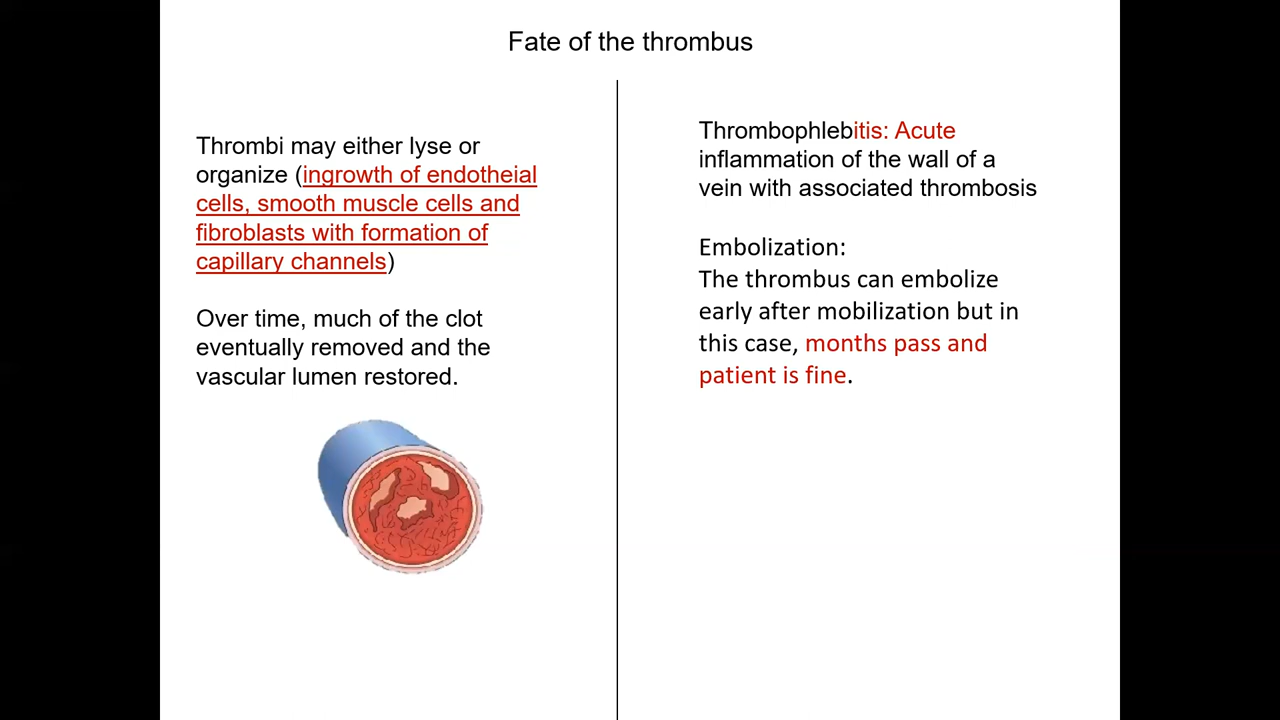 Fate of the thrombus
Thrombi may either lyse or
organize (ingrowth of endotheial
cells, smooth muscle cells and
fibroblasts with formation of
capillary channels)
Over time, much of the clot
eventually removed and the
vascular lumen restored.
Thrombophlebitis: Acute
inflammation of the wall of a
vein with associated thrombosis
Embolization:
The thrombus can embolize
early after mobilization but in
this case, months pass and
patient is fine.